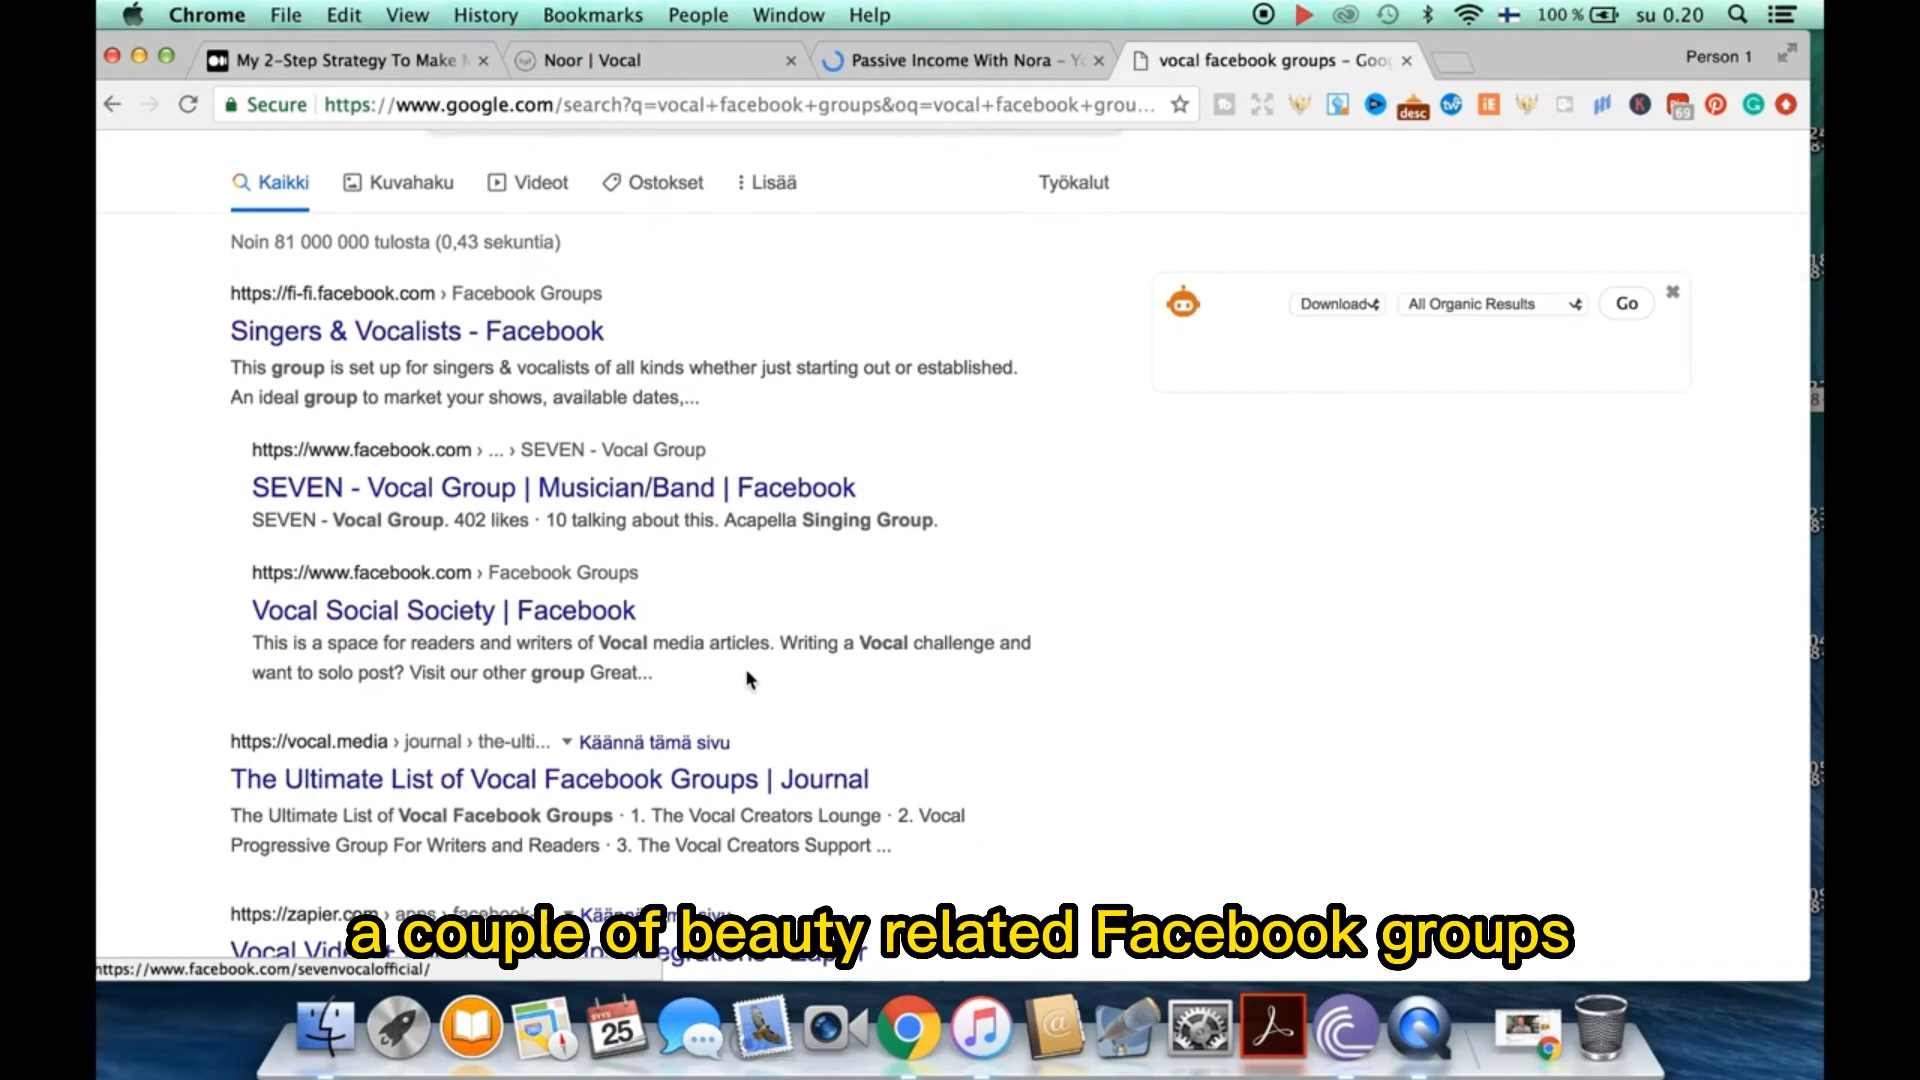 Chrome File Edit View History Bookmarks People Window Help 100 % su 0.20
My 2-Step Strategy To Make Noor | Vocal Passive Income With Nora – Yo vocal facebook groups – Goo Person 1
Secure https://www.google.com/search?q=vocal+facebook+groups&oq=vocal+facebook+grou... desc 69
Kaikki Kuvahaku Videot Ostokset Lisää Työkalut
Noin 81 000 000 tulosta (0,43 sekuntia)
https://fi-fi.facebook.com › Facebook Groups
Download All Organic Results Go
Singers & Vocalists - Facebook
This group is set up for singers & vocalists of all kinds whether just starting out or established.
An ideal group to market your shows, available dates,...
https://www.facebook.com › ... › SEVEN - Vocal Group
SEVEN - Vocal Group | Musician/Band | Facebook
SEVEN - Vocal Group. 402 likes · 10 talking about this. Acapella Singing Group.
https://www.facebook.com › Facebook Groups
Vocal Social Society | Facebook
This is a space for readers and writers of Vocal media articles. Writing a Vocal challenge and
want to solo post? Visit our other group Great...
https://vocal.media › journal › the-ulti... Käännä tämä sivu
The Ultimate List of Vocal Facebook Groups | Journal
The Ultimate List of Vocal Facebook Groups · 1. The Vocal Creators Lounge · 2. Vocal
Progressive Group For Writers and Readers · 3. The Vocal Creators Support ...
https://zapier.com › apps › facebook-
a couple of beauty related Facebook groups
https://www.facebook.com/sevenvocalofficial/
SYYS
25